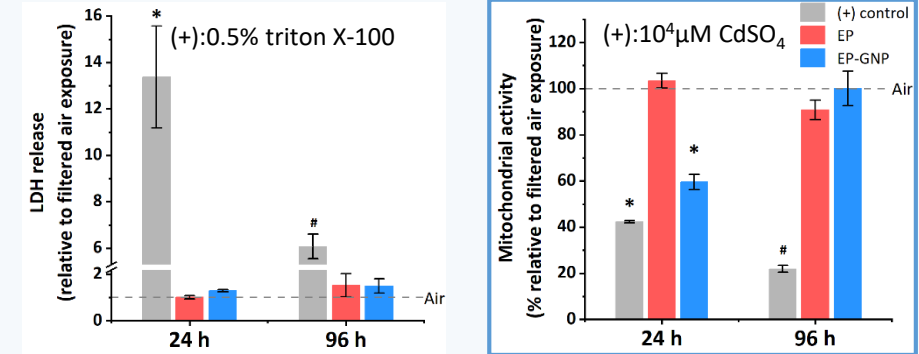 LDH release
(relative to filtered air exposure)
16
14
12
10
8
6
2
0
(+):0.5% triton X-100
*
#
Air
24 h
96 h
Mitochondrial activity
(% relative to filtered air exposure)
120
100
80
60
40
20
0
(+):10⁴µM CdSO₄
(+) control
EP
EP-GNP
Air
*
*
#
24 h
96 h